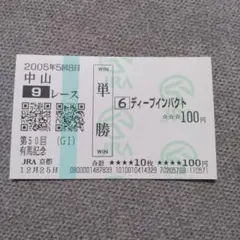 2005年5回8日
中山
9 レース
第50回 (GI)
有馬記念
JRA 京都
12月25日
WIN
単勝
WIN
6 ディープインパクト
☆☆☆100円
合計 ★★★★10枚 ★★★★100円